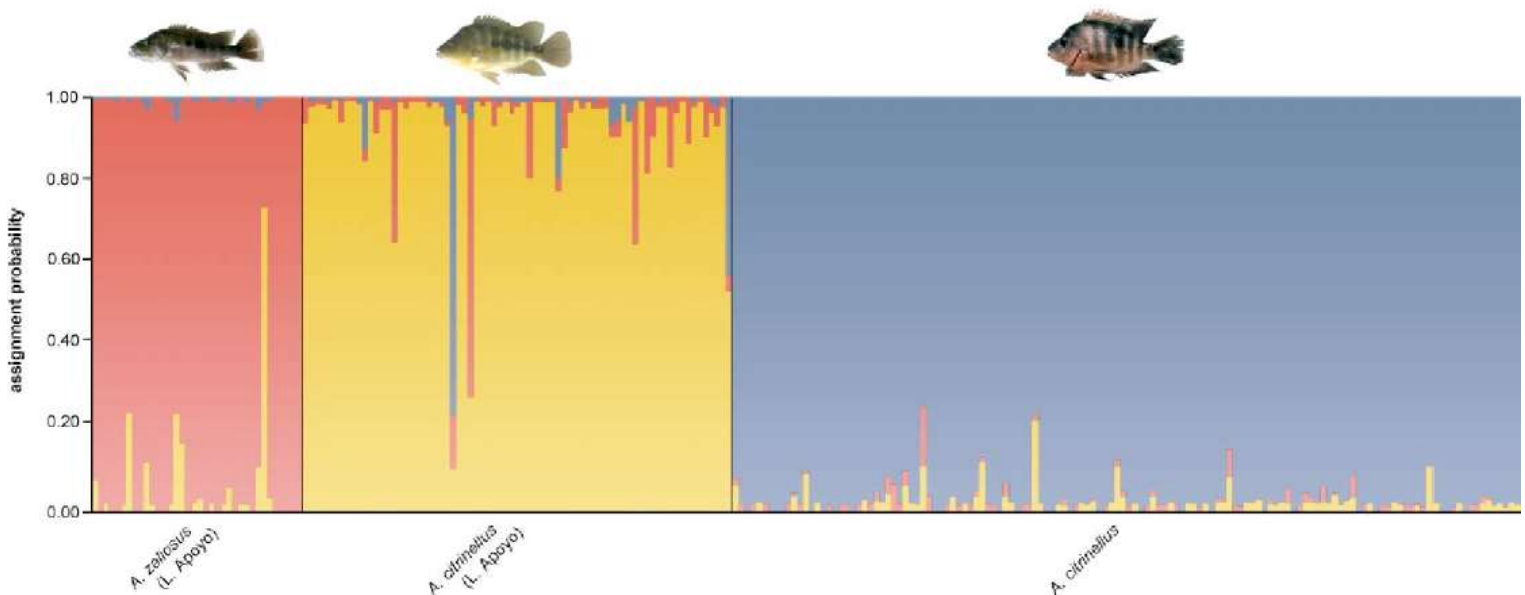 1.00
0.80
0.60
0.40
0.20
0.00
assignment probability
A. zaliosus
(L. Apoyo)
A. citrinellus
(L. Apoyo)
A. citrinellus